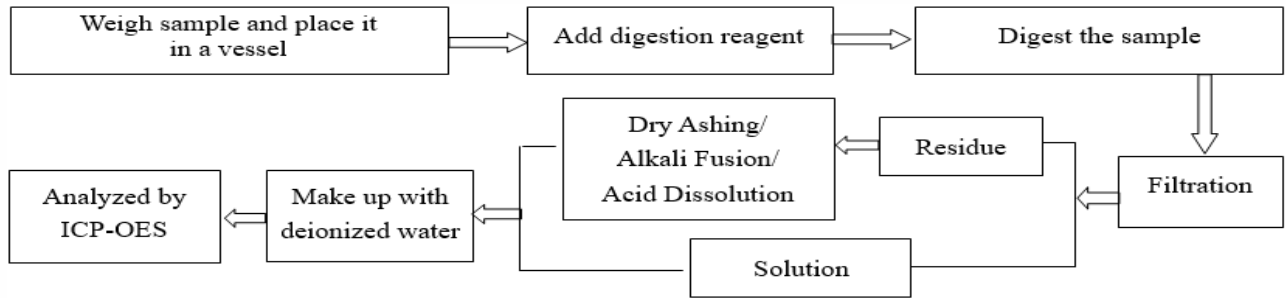 Weigh sample and place it
in a vessel
Add digestion reagent
Digest the sample
Filtration
Residue
Dry Ashing/
Alkali Fusion/
Acid Dissolution
Solution
Make up with
deionized water
Analyzed by
ICP-OES